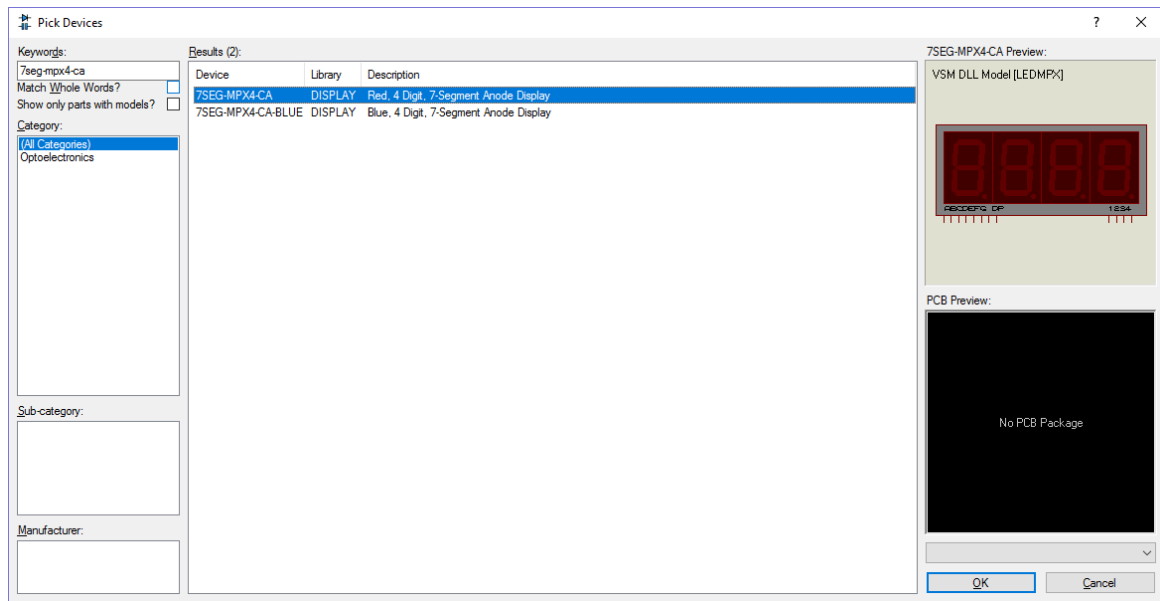 Pick Devices
? ×
Keywords:
7seg-mpx4-ca
Match Whole Words?
Show only parts with models?
Category:
(All Categories)
Optoelectronics
Sub-category:
Manufacturer:
Results (2):
Device Library Description
7SEG-MPX4-CA DISPLAY Red, 4 Digit, 7-Segment Anode Display
7SEG-MPX4-CA-BLUE DISPLAY Blue, 4 Digit, 7-Segment Anode Display
7SEG-MPX4-CA Preview:
VSM DLL Model [LEDMPX]
ABCDEFG DP 1234
PCB Preview:
No PCB Package
OK Cancel